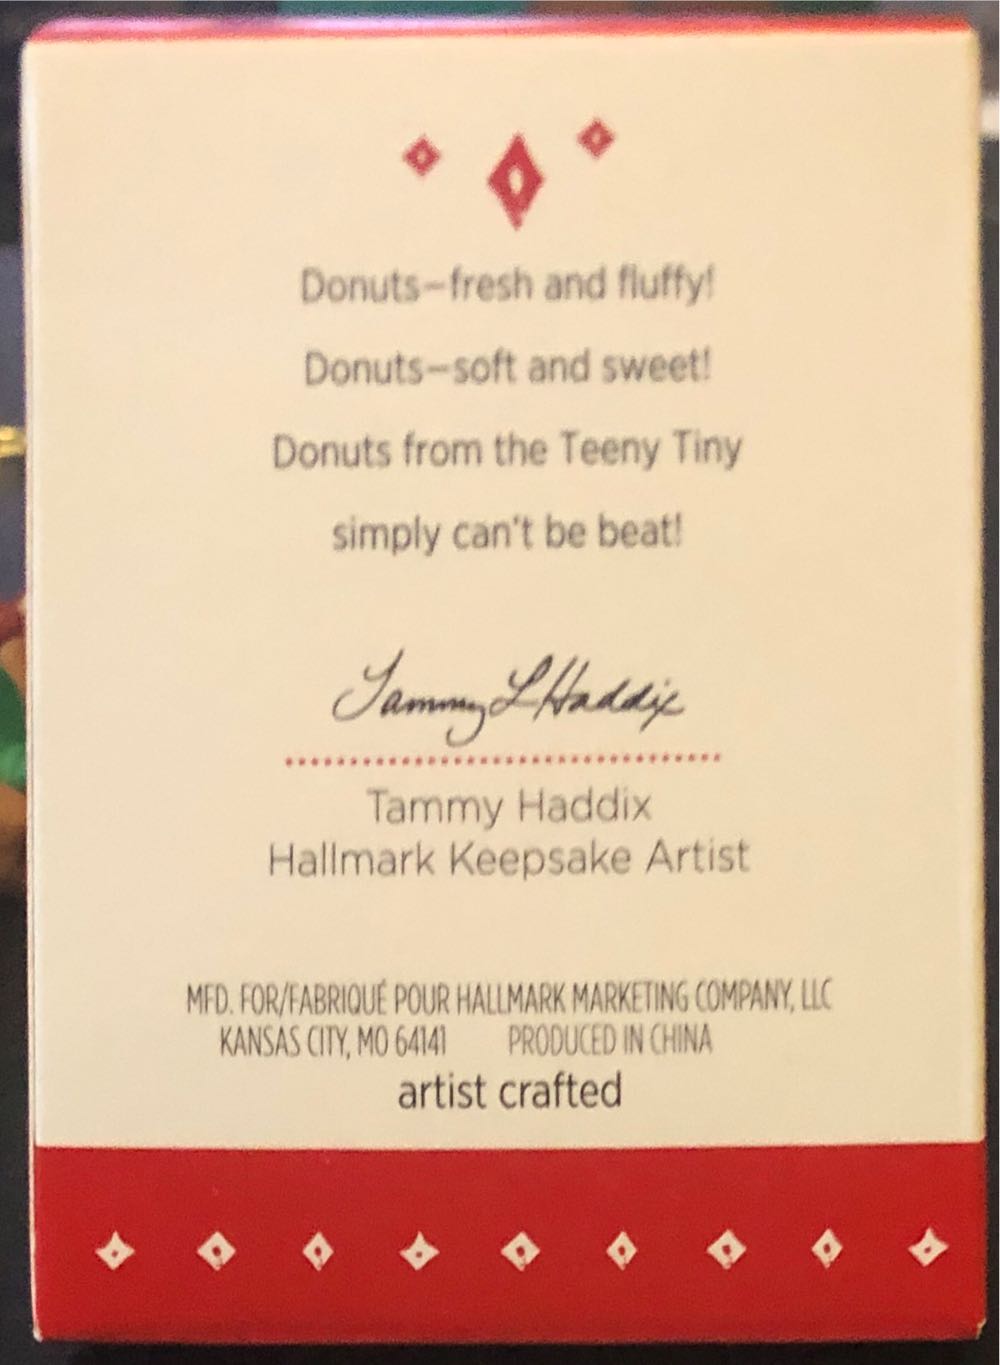 Donuts–fresh and fluffy!
Donuts–soft and sweet!
Donuts from the Teeny Tiny
simply can't be beat!
Tammy L Haddix
Tammy Haddix
Hallmark Keepsake Artist
MFD. FOR/FABRIQUÉ POUR HALLMARK MARKETING COMPANY, LLC
KANSAS CITY, MO 64141 PRODUCED IN CHINA
artist crafted